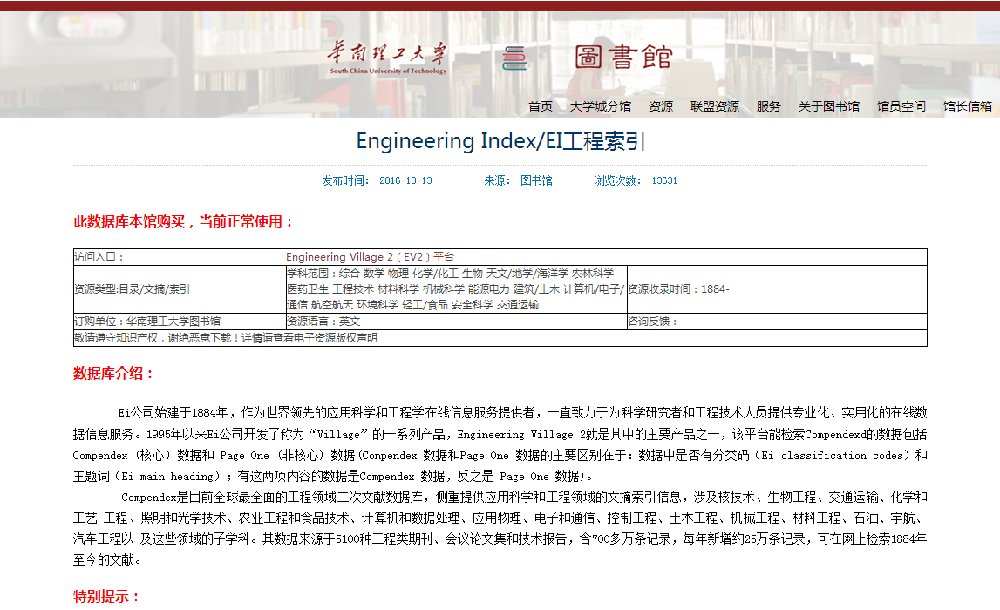 華南理工大學
South China University of Technology
圖書館
首页 大学城分馆 资源 联盟资源 服务 关于图书馆 馆员空间 馆长信箱
Engineering Index/EI工程索引
发布时间： 2016-10-13 来源： 图书馆 浏览次数： 13631
此数据库本馆购买，当前正常使用：
访问入口： Engineering Village 2（EV2）平台
资源类型:目录/文摘/索引
学科范围：综合 数学 物理 化学/化工 生物 天文/地学/海洋学 农林科学
医药卫生 工程技术 材料科学 机械科学 能源电力 建筑/土木 计算机/电子/
通信 航空航天 环境科学 轻工/食品 安全科学 交通运输
资源收录时间：1884-
订购单位：华南理工大学图书馆 资源语言：英文 咨询反馈：
敬请遵守知识产权，谢绝恶意下载！详情请查看电子资源版权声明
数据库介绍：
Ei公司始建于1884年，作为世界领先的应用科学和工程学在线信息服务提供者，一直致力于为科学研究者和工程技术人员提供专业化、实用化的在线数
据信息服务。1995年以来Ei公司开发了称为“Village”的一系列产品，Engineering Village 2就是其中的主要产品之一，该平台能检索Compendexd的数据包括
Compendex (核心) 数据和 Page One (非核心) 数据(Compendex 数据和Page One 数据的主要区别在于：数据中是否有分类码（Ei classification codes）和
主题词（Ei main heading）；有这两项内容的数据是Compendex 数据，反之是 Page One 数据)。
Compendex是目前全球最全面的工程领域二次文献数据库，侧重提供应用科学和工程领域的文摘索引信息，涉及核技术、生物工程、交通运输、化学和
工艺 工程、照明和光学技术、农业工程和食品技术、计算机和数据处理、应用物理、电子和通信、控制工程、土木工程、机械工程、材料工程、石油、宇航、
汽车工程以 及这些领域的子学科。其数据来源于5100种工程类期刊、会议论文集和技术报告，含700多万条记录，每年新增约25万条记录，可在网上检索1884年
至今的文献。
特别提示：